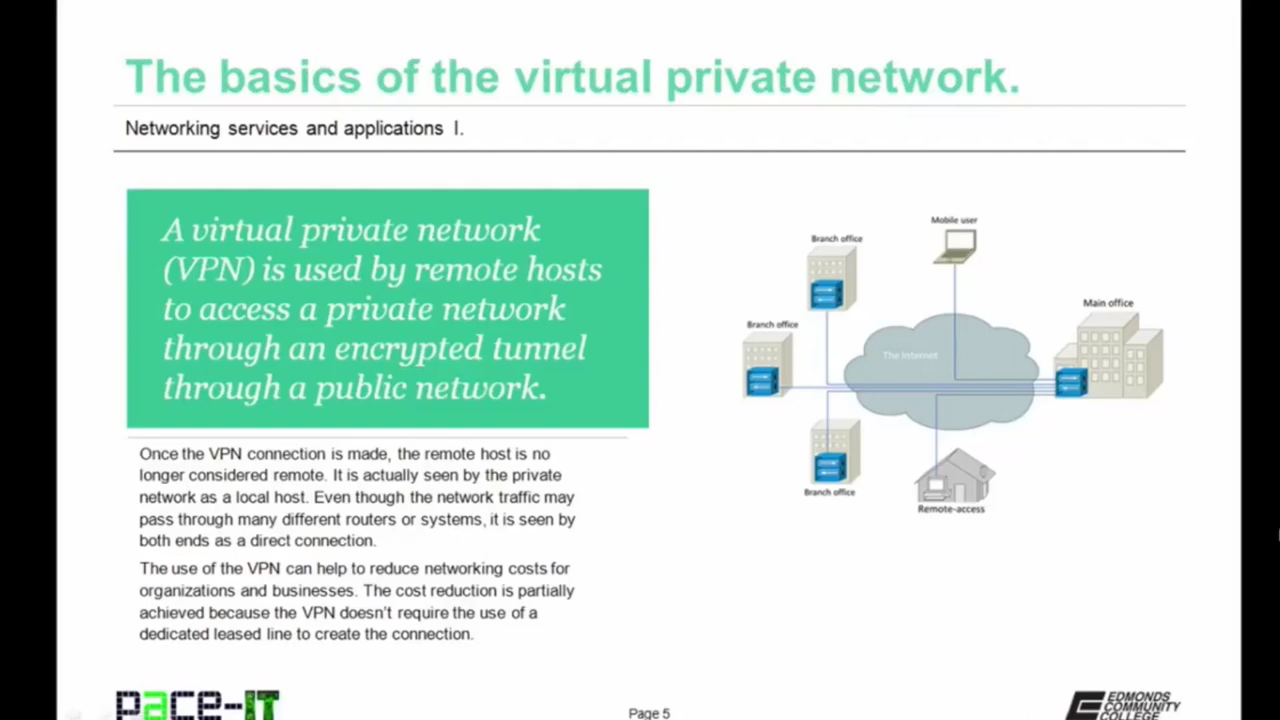 The basics of the virtual private network.
Networking services and applications I.
A virtual private network
(VPN) is used by remote hosts
to access a private network
through an encrypted tunnel
through a public network.
Once the VPN connection is made, the remote host is no
longer considered remote. It is actually seen by the private
network as a local host. Even though the network traffic may
pass through many different routers or systems, it is seen by
both ends as a direct connection.
The use of the VPN can help to reduce networking costs for
organizations and businesses. The cost reduction is partially
achieved because the VPN doesn't require the use of a
dedicated leased line to create the connection.
Mobile user
Branch office
Main office
Branch office
The Internet
Branch office
Remote-access
pace-IT
Page 5
EDMONDS
COMMUNITY
COLLEGE